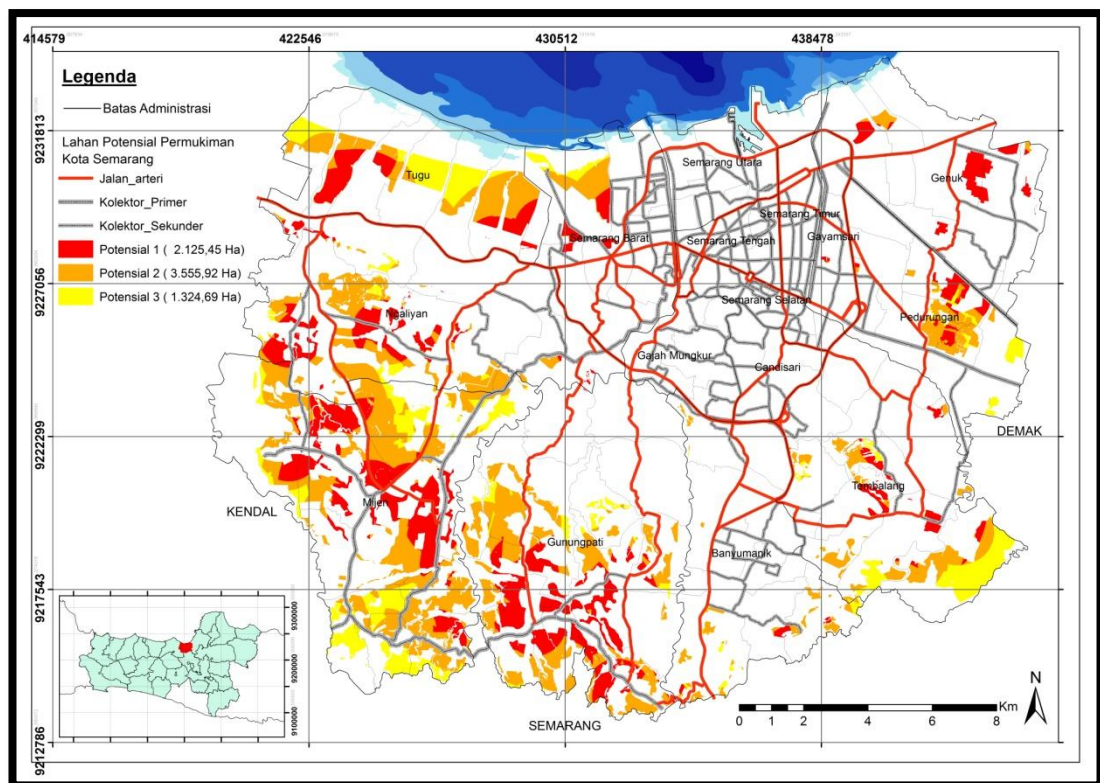 414579
422546
430512
438478
Legenda
Batas Administrasi
Lahan Potensial Permukiman
Kota Semarang
Jalan_arteri
Kolektor_Primer
Kolektor_Sekunder
Potensial 1 ( 2.125,45 Ha)
Potensial 2 ( 3.555,92 Ha)
Potensial 3 ( 1.324,69 Ha)
9231813
9227056
9222299
9217543
9212786
Semarang Utara
Tugu
Genuk
Semarang Timur
Semarang Barat
Semarang Tengah
Gayamsari
Semarang Selatan
Pedurungan
Ngaliyan
Gajah Mungkur
Candisari
DEMAK
Tembalang
KENDAL
Mijen
Gunungpati
Banyumanik
SEMARANG
9300000
9200000
9100000
N
Km
0 1 2 4 6 8